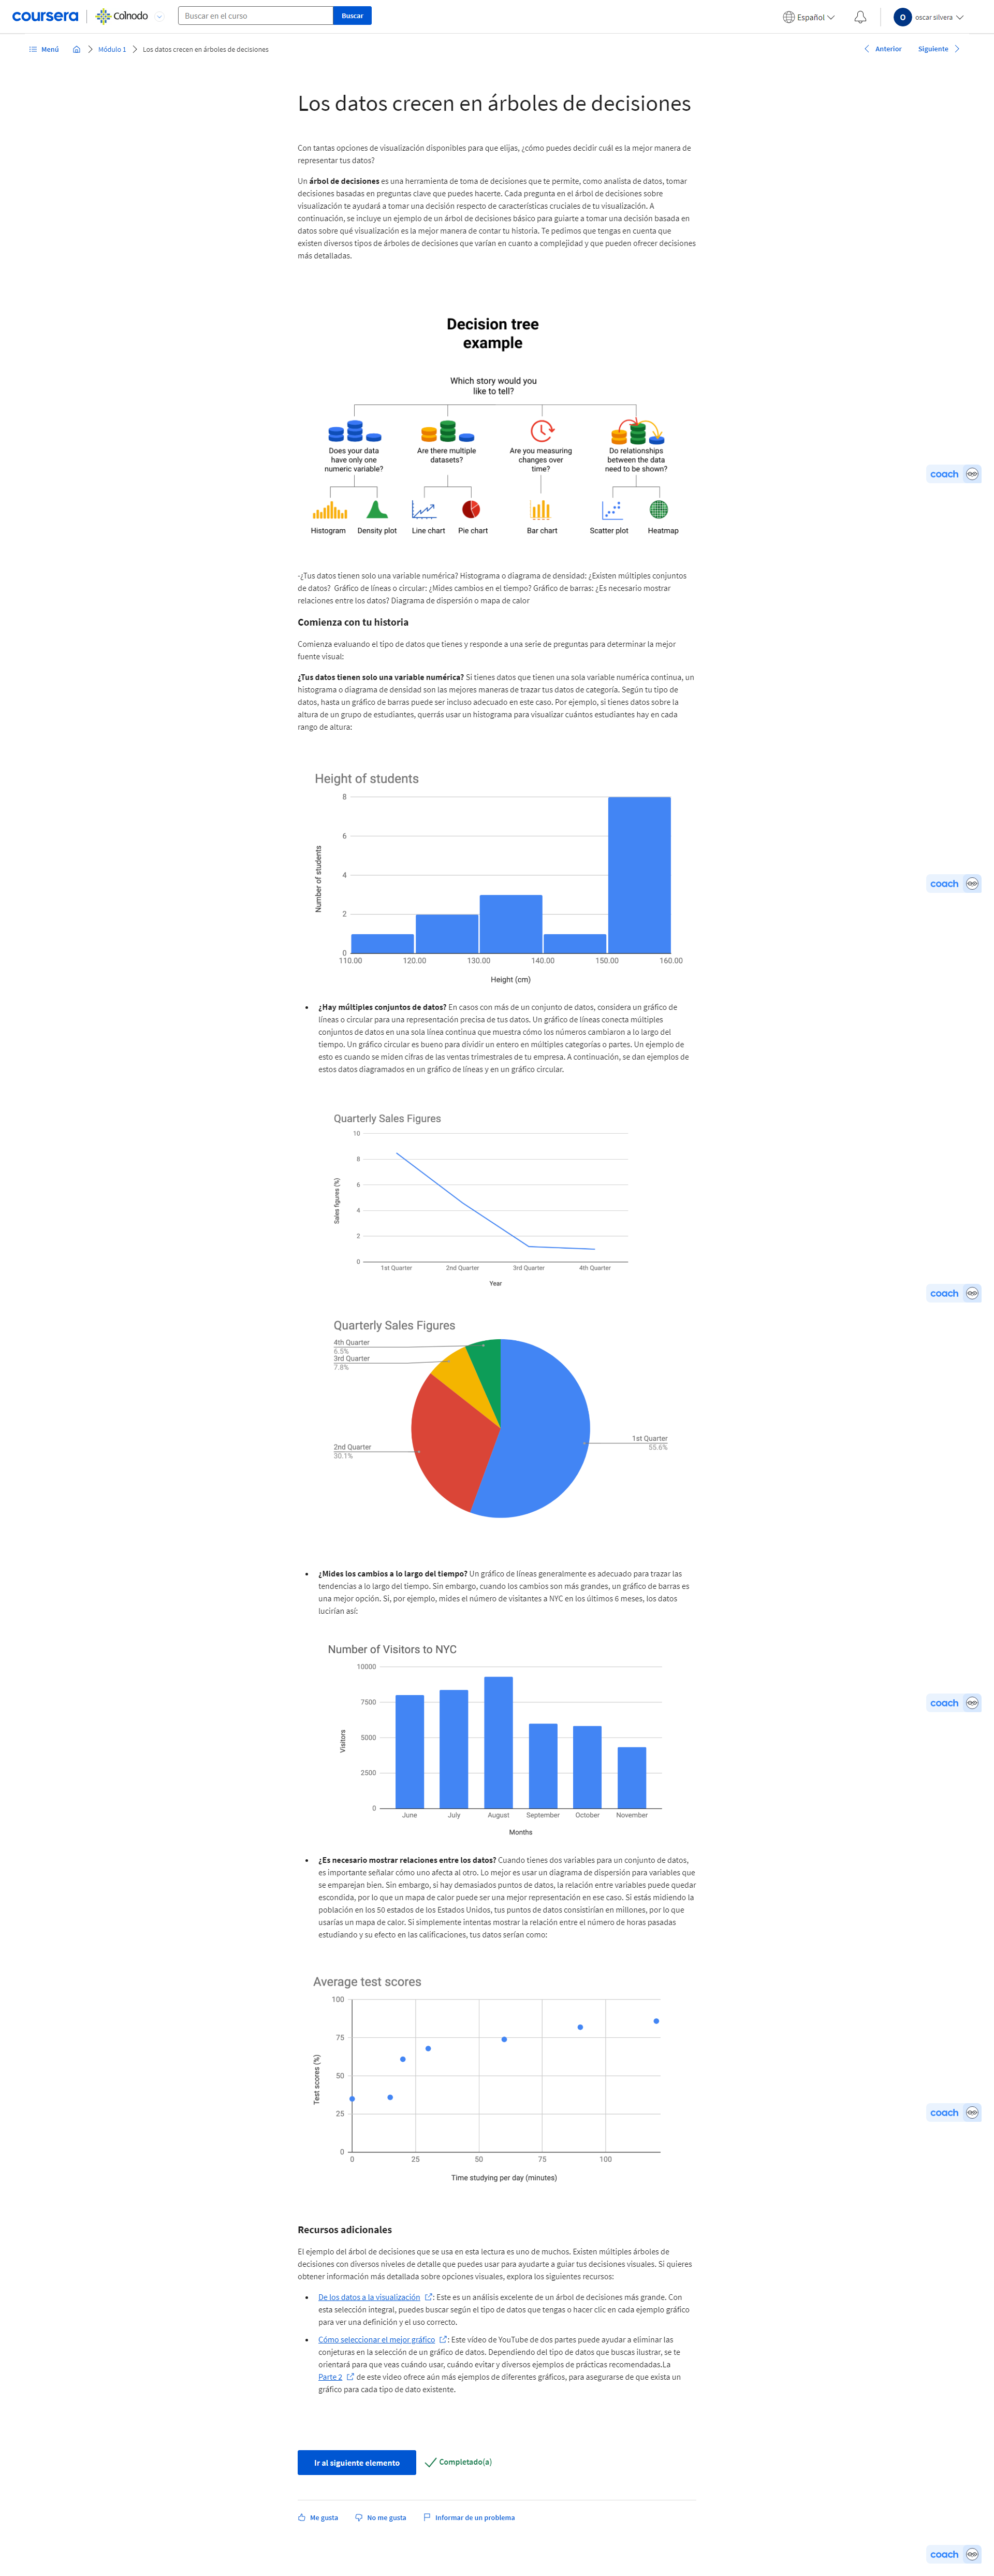 coursera
Colnodo
Buscar en el curso
Buscar
Español
O
oscar silvera
Menú
Módulo 1
Los datos crecen en árboles de decisiones
Anterior
Siguiente
Los datos crecen en árboles de decisiones
Con tantas opciones de visualización disponibles para que elijas, ¿cómo puedes decidir cuál es la mejor manera de
representar tus datos?
Un árbol de decisiones es una herramienta de toma de decisiones que te permite, como analista de datos, tomar
decisiones basadas en preguntas clave que puedes hacerte. Cada pregunta en el árbol de decisiones sobre
visualización te ayudará a tomar una decisión respecto de características cruciales de tu visualización. A
continuación, se incluye un ejemplo de un árbol de decisiones básico para guiarte a tomar una decisión basada en
datos sobre qué visualización es la mejor manera de contar tu historia. Te pedimos que tengas en cuenta que
existen diversos tipos de árboles de decisiones que varían en cuanto a complejidad y que pueden ofrecer decisiones
más detalladas.
Decision tree
example
Which story would you
like to tell?
Does your data
have only one
numeric variable?
Are there multiple
datasets?
Are you measuring
changes over
time?
Do relationships
between the data
need to be shown?
Histogram
Density plot
Line chart
Pie chart
Bar chart
Scatter plot
Heatmap
coach
-¿Tus datos tienen solo una variable numérica? Histograma o diagrama de densidad: ¿Existen múltiples conjuntos
de datos?  Gráfico de líneas o circular: ¿Mides cambios en el tiempo? Gráfico de barras: ¿Es necesario mostrar
relaciones entre los datos? Diagrama de dispersión o mapa de calor
Comienza con tu historia
Comienza evaluando el tipo de datos que tienes y responde a una serie de preguntas para determinar la mejor
fuente visual:
¿Tus datos tienen solo una variable numérica? Si tienes datos que tienen una sola variable numérica continua, un
histograma o diagrama de densidad son las mejores maneras de trazar tus datos de categoría. Según tu tipo de
datos, hasta un gráfico de barras puede ser incluso adecuado en este caso. Por ejemplo, si tienes datos sobre la
altura de un grupo de estudiantes, querrás usar un histograma para visualizar cuántos estudiantes hay en cada
rango de altura:
Height of students
Number of students
8
6
4
2
0
110.00
120.00
130.00
140.00
150.00
160.00
Height (cm)
coach
• ¿Hay múltiples conjuntos de datos? En casos con más de un conjunto de datos, considera un gráfico de
líneas o circular para una representación precisa de tus datos. Un gráfico de líneas conecta múltiples
conjuntos de datos en una sola línea continua que muestra cómo los números cambiaron a lo largo del
tiempo. Un gráfico circular es bueno para dividir un entero en múltiples categorías o partes. Un ejemplo de
esto es cuando se miden cifras de las ventas trimestrales de tu empresa. A continuación, se dan ejemplos de
estos datos diagramados en un gráfico de líneas y en un gráfico circular.
Quarterly Sales Figures
Sales figures (%)
10
8
6
4
2
0
1st Quarter
2nd Quarter
3rd Quarter
4th Quarter
Year
coach
Quarterly Sales Figures
4th Quarter
6.5%
3rd Quarter
7.8%
2nd Quarter
30.1%
1st Quarter
55.6%
• ¿Mides los cambios a lo largo del tiempo? Un gráfico de líneas generalmente es adecuado para trazar las
tendencias a lo largo del tiempo. Sin embargo, cuando los cambios son más grandes, un gráfico de barras es
una mejor opción. Si, por ejemplo, mides el número de visitantes a NYC en los últimos 6 meses, los datos
lucirían así:
Number of Visitors to NYC
Visitors
10000
7500
5000
2500
0
June
July
August
September
October
November
Months
coach
• ¿Es necesario mostrar relaciones entre los datos? Cuando tienes dos variables para un conjunto de datos,
es importante señalar cómo uno afecta al otro. Lo mejor es usar un diagrama de dispersión para variables que
se emparejan bien. Sin embargo, si hay demasiados puntos de datos, la relación entre variables puede quedar
escondida, por lo que un mapa de calor puede ser una mejor representación en ese caso. Si estás midiendo la
población en los 50 estados de los Estados Unidos, tus puntos de datos consistirían en millones, por lo que
usarías un mapa de calor. Si simplemente intentas mostrar la relación entre el número de horas pasadas
estudiando y su efecto en las calificaciones, tus datos serían como:
Average test scores
Test scores (%)
100
75
50
25
0
0
25
50
75
100
Time studying per day (minutes)
coach
Recursos adicionales
El ejemplo del árbol de decisiones que se usa en esta lectura es uno de muchos. Existen múltiples árboles de
decisiones con diversos niveles de detalle que puedes usar para ayudarte a guiar tus decisiones visuales. Si quieres
obtener información más detallada sobre opciones visuales, explora los siguientes recursos:
• De los datos a la visualización : Este es un análisis excelente de un árbol de decisiones más grande. Con
esta selección integral, puedes buscar según el tipo de datos que tengas o hacer clic en cada ejemplo gráfico
para ver una definición y el uso correcto.
• Cómo seleccionar el mejor gráfico : Este vídeo de YouTube de dos partes puede ayudar a eliminar las
conjeturas en la selección de un gráfico de datos. Dependiendo del tipo de datos que buscas ilustrar, se te
orientará para que veas cuándo usar, cuándo evitar y diversos ejemplos de prácticas recomendadas.La
Parte 2 de este video ofrece aún más ejemplos de diferentes gráficos, para asegurarse de que exista un
gráfico para cada tipo de dato existente.
Ir al siguiente elemento
Completado(a)
Me gusta
No me gusta
Informar de un problema
coach